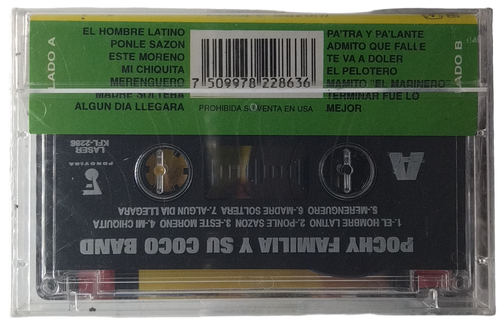 LADO A
EL HOMBRE LATINO
PONLE SAZON
ESTE MORENO
MI CHIQUITA
MERENGUERO
MADRE SOLTERA
ALGUN DIA LLEGARA
7 509978 228636
PROHIBIDA SU VENTA EN USA
PA'TRA Y PA'LANTE
ADMITO QUE FALLE
TE VA A DOLER
EL PELOTERO
MAMITO "EL MARINERO"
TERMINAR FUE LO
MEJOR
LADO B
POCHY FAMILIA Y SU COCO BAND
1.-EL HOMBRE LATINO 2.-PONLE SAZON 3.-ESTE MORENO 4.-MI CHIQUITA
5.-MERENGUERO 6.-MADRE SOLTERA 7.-ALGUN DIA LLEGARA
A
FONOVISA
LASER
KFL-2286